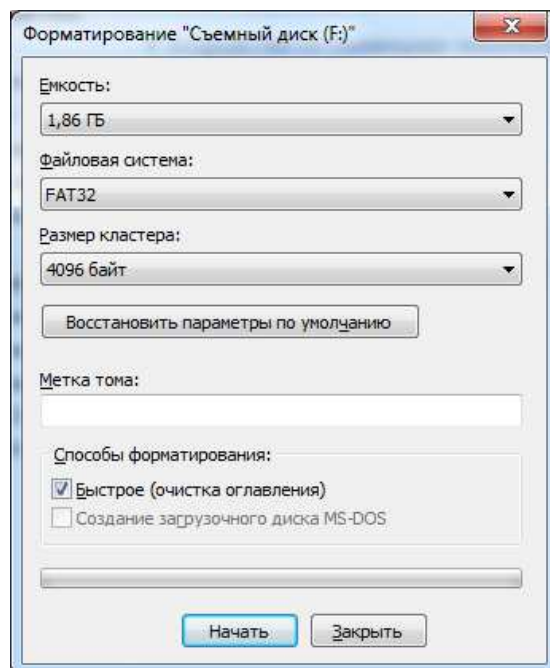 Форматирование "Съемный диск (F:)"
Емкость:
1,86 ГБ
Файловая система:
FAT32
Размер кластера:
4096 байт
Восстановить параметры по умолчанию
Метка тома:
Способы форматирования:
Быстрое (очистка оглавления)
Создание загрузочного диска MS-DOS
Начать
Закрыть